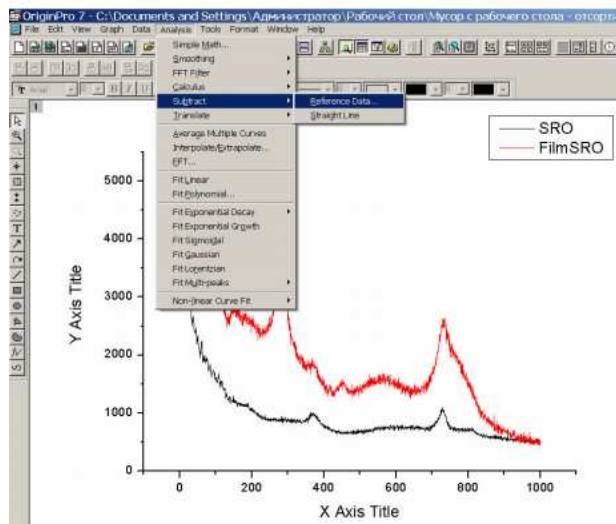 OriginPro 7 - C:\Documents and Settings\Администратор\Рабочий стол\Мусор с рабочего стола - отсорт
File Edit View Graph Data Analysis Tools Format Window Help
Simple Math...
Smoothing
FFT Filter
Calculus
Subtract
Translate
Average Multiple Curves
Interpolate/Extrapolate...
FFT...
Fit Linear
Fit Polynomial...
Fit Exponential Decay
Fit Exponential Growth
Fit Sigmoidal
Fit Gaussian
Fit Lorentzian
Fit Multi-peaks
Non-linear Curve Fit
Reference Data...
Straight Line
1
SRO
FilmSRO
Y Axis Title
5000
4000
3000
2000
1000
0
0 200 400 600 800 1000
X Axis Title